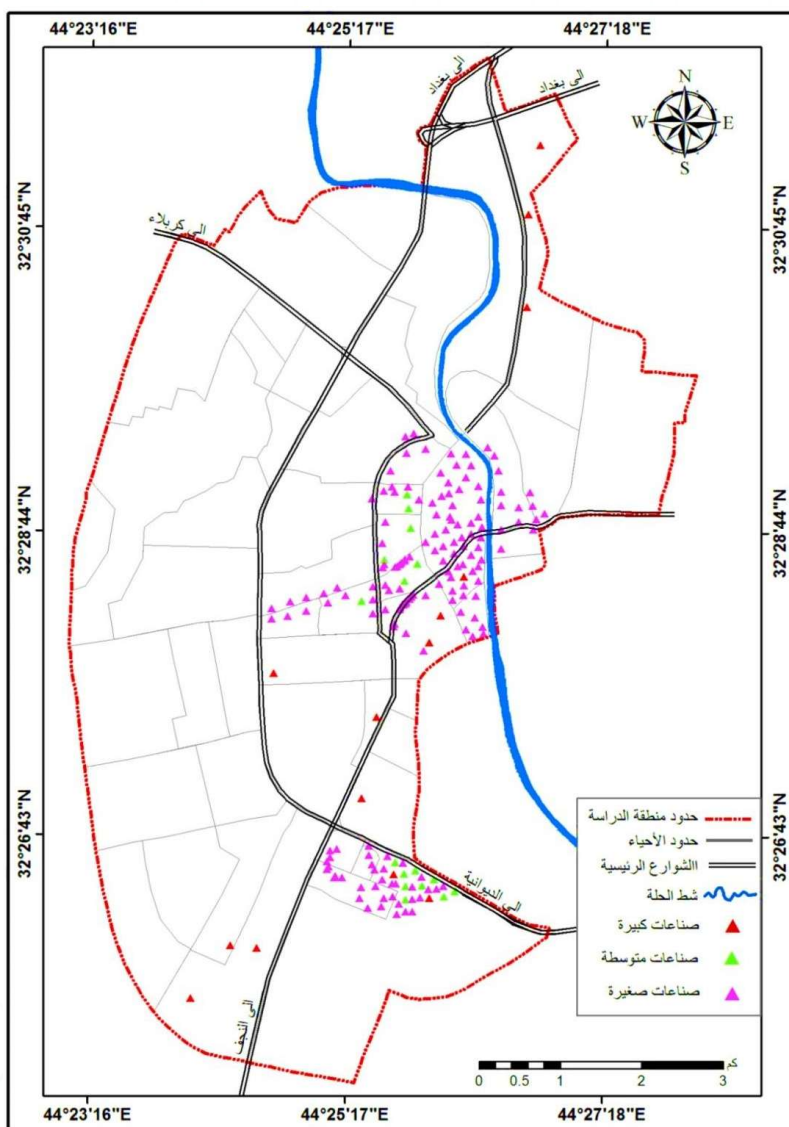 44°23'16"E 44°25'17"E 44°27'18"E
الى بغداد
الى بغداد
N
W E
S
32°30'45"N
32°30'45"N
الى كربلاء
32°28'44"N
32°28'44"N
32°26'43"N
32°26'43"N
حدود منطقة الدراسة
حدود الأحياء
االشوارع الرئيسية
شط الحلة
صناعات كبيرة
صناعات متوسطة
صناعات صغيرة
الى الديوانية
الى النجف
كم
0 0.5 1 2 3
44°23'16"E 44°25'17"E 44°27'18"E